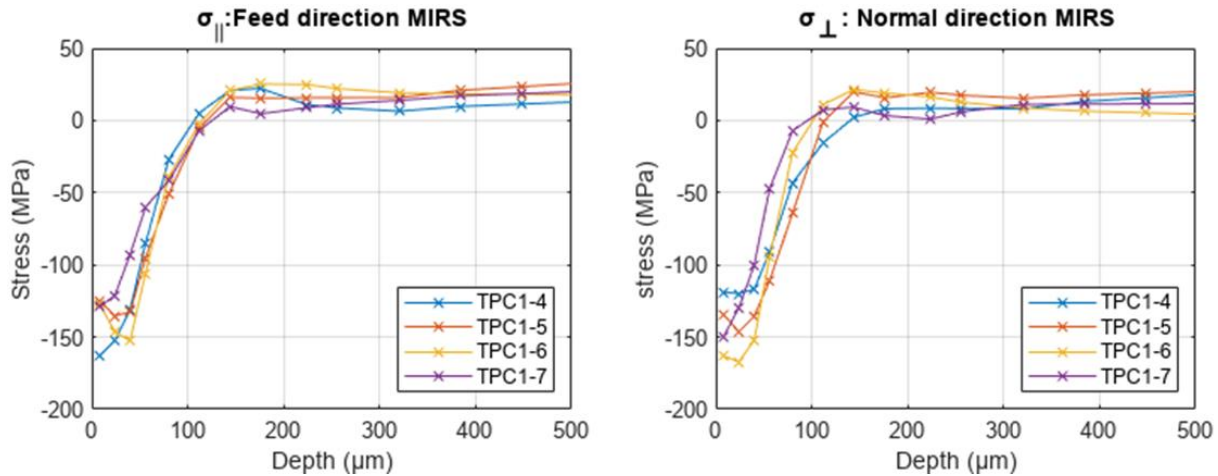 σ||:Feed direction MIRS
50
0
-50
-100
-150
-200
Stress (MPa)
0 100 200 300 400 500
Depth (µm)
TPC1-4
TPC1-5
TPC1-6
TPC1-7
σ⊥: Normal direction MIRS
50
0
-50
-100
-150
-200
stress (MPa)
0 100 200 300 400 500
Depth (µm)
TPC1-4
TPC1-5
TPC1-6
TPC1-7